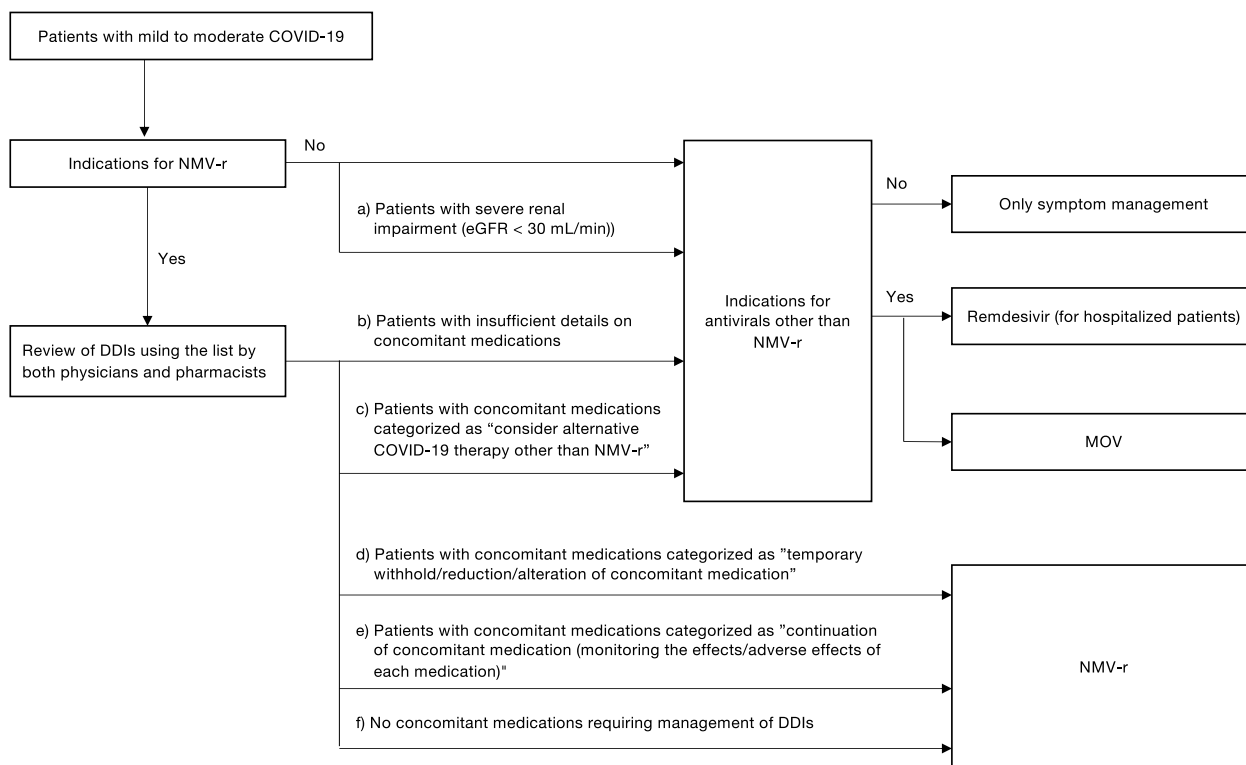 Patients with mild to moderate COVID-19
Indications for NMV-r
No
a) Patients with severe renal
impairment (eGFR < 30 mL/min))
Yes
b) Patients with insufficient details on
concomitant medications
Review of DDIs using the list by
both physicians and pharmacists
c) Patients with concomitant medications
categorized as “consider alternative
COVID-19 therapy other than NMV-r”
Indications for
antivirals other than
NMV-r
No
Only symptom management
Yes
Remdesivir (for hospitalized patients)
MOV
d) Patients with concomitant medications categorized as ”temporary
withhold/reduction/alteration of concomitant medication”
e) Patients with concomitant medications categorized as ”continuation
of concomitant medication (monitoring the effects/adverse effects of
each medication)"
f) No concomitant medications requiring management of DDIs
NMV-r